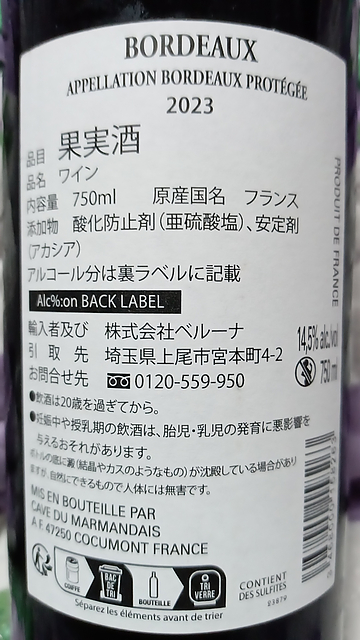 BORDEAUX
APPELLATION BORDEAUX PROTÉGÉE
2023
品目 果実酒
品名 ワイン
内容量 750ml 原産国名 フランス
添加物 酸化防止剤(亜硫酸塩)、安定剤
(アカシア)
アルコール分は裏ラベルに記載
Alc%:on BACK LABEL
輸入者及び 株式会社ベルーナ
引取先 埼玉県上尾市宮本町4-2
お問合せ先 0120-559-950
●飲酒は20歳を過ぎてから。
●妊娠中や授乳期の飲酒は、胎児・乳児の発育に悪影響を
与えるおそれがあります。
ボトルの底に澱(結晶やカスのようなもの)が沈殿している場合があり
ますが、自然にできるもので人体には無害です。
MIS EN BOUTEILLE PAR
CAVE DU MARMANDAIS
A.F 47250 COCUMONT FRANCE
PRODUIT DE FRANCE
14,5% alc./vol
750 ml
COIFFE
BAC DE TRI
BOUTEILLE
TRI VERRE
Séparez les éléments avant de trier
CONTIENT
DES SULFITES
03879